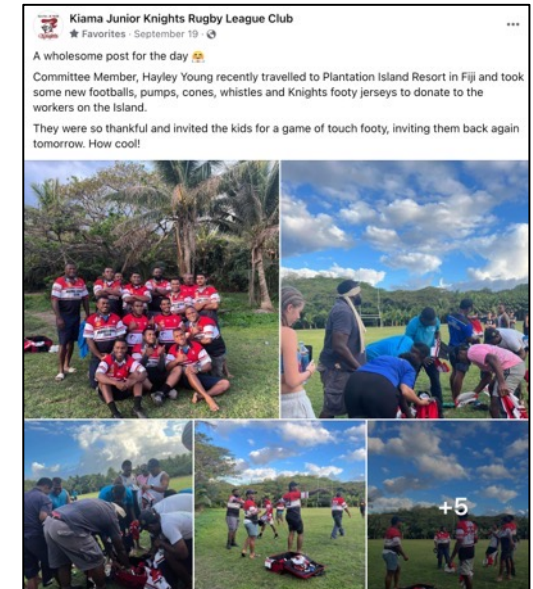 Kiama Junior Knights Rugby League Club
Favorites · September 19 ·
A wholesome post for the day 🤗
Committee Member, Hayley Young recently travelled to Plantation Island Resort in Fiji and took
some new footballs, pumps, cones, whistles and Knights footy jerseys to donate to the
workers on the Island.
They were so thankful and invited the kids for a game of touch footy, inviting them back again
tomorrow. How cool!
+5